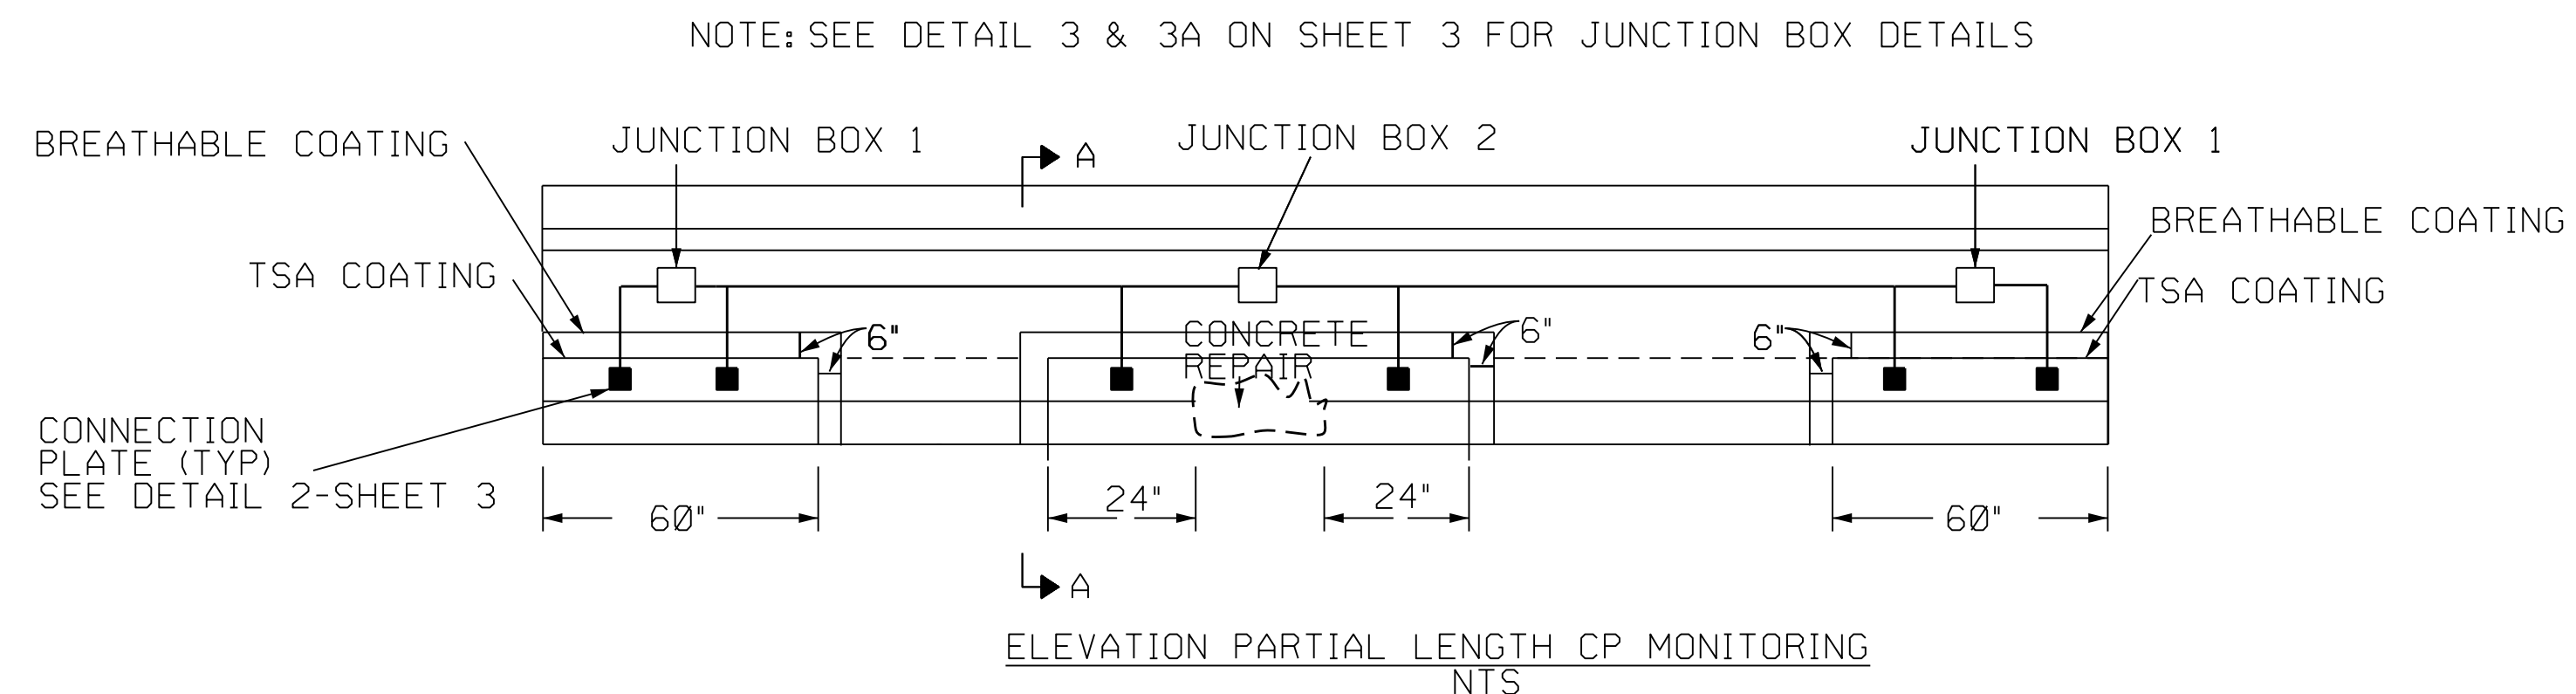 NOTE: SEE DETAIL 3 & 3A ON SHEET 3 FOR JUNCTION BOX DETAILS
BREATHABLE COATING
JUNCTION BOX 1
A
JUNCTION BOX 2
JUNCTION BOX 1
BREATHABLE COATING
TSA COATING
TSA COATING
6"
CONCRETE
REPAIR
6"
6"
CONNECTION
PLATE (TYP)
SEE DETAIL 2-SHEET 3
60"
24"
24"
60"
A
ELEVATION PARTIAL LENGTH CP MONITORING
NTS